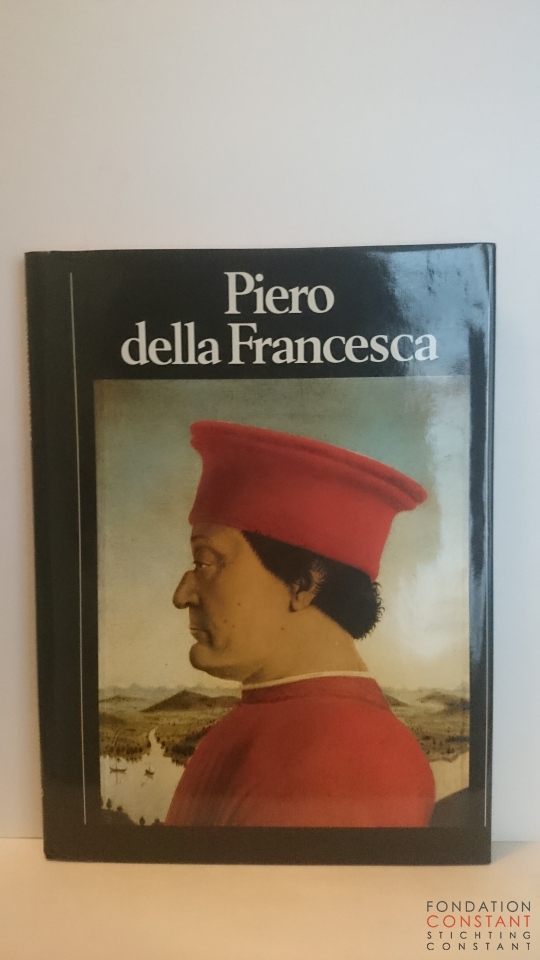 Piero
della Francesca
FONDATION
CONSTANT
STICHTING
CONSTANT